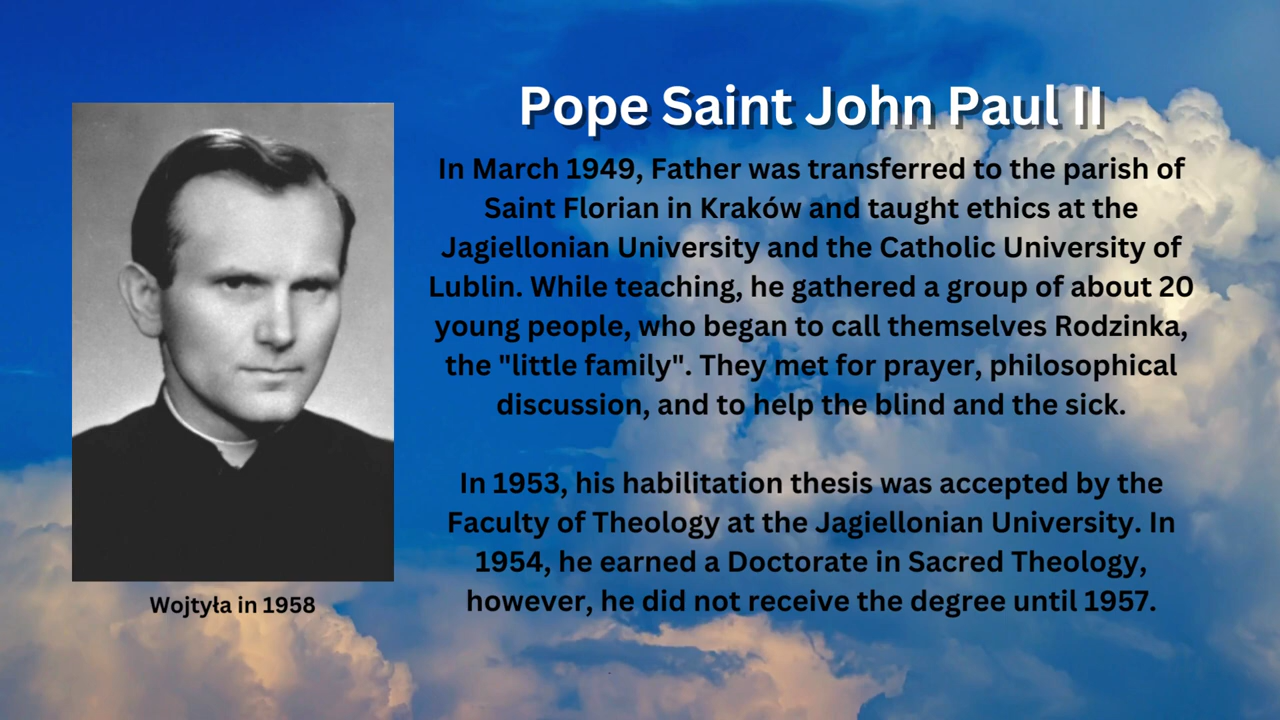 Pope Saint John Paul II
In March 1949, Father was transferred to the parish of
Saint Florian in Kraków and taught ethics at the
Jagiellonian University and the Catholic University of
Lublin. While teaching, he gathered a group of about 20
young people, who began to call themselves Rodzinka,
the "little family". They met for prayer, philosophical
discussion, and to help the blind and the sick.
In 1953, his habilitation thesis was accepted by the
Faculty of Theology at the Jagiellonian University. In
1954, he earned a Doctorate in Sacred Theology,
however, he did not receive the degree until 1957.
Wojtyła in 1958